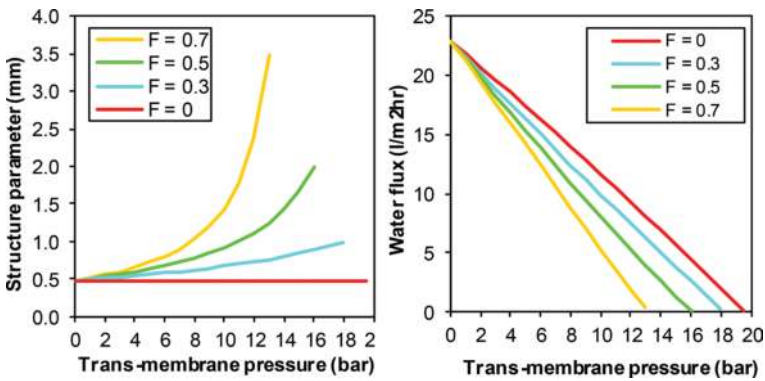 4.0
3.5
3.0
2.5
2.0
1.5
1.0
0.5
0.0
Structure parameter (mm)
F = 0.7
F = 0.5
F = 0.3
F = 0
0 2 4 6 8 10 12 14 16 18 2
Trans-membrane pressure (bar)
25
20
15
10
5
0
Water flux (l/m2hr)
F = 0
F = 0.3
F = 0.5
F = 0.7
0 2 4 6 8 10 12 14 16 18 20
Trans-membrane pressure (bar)